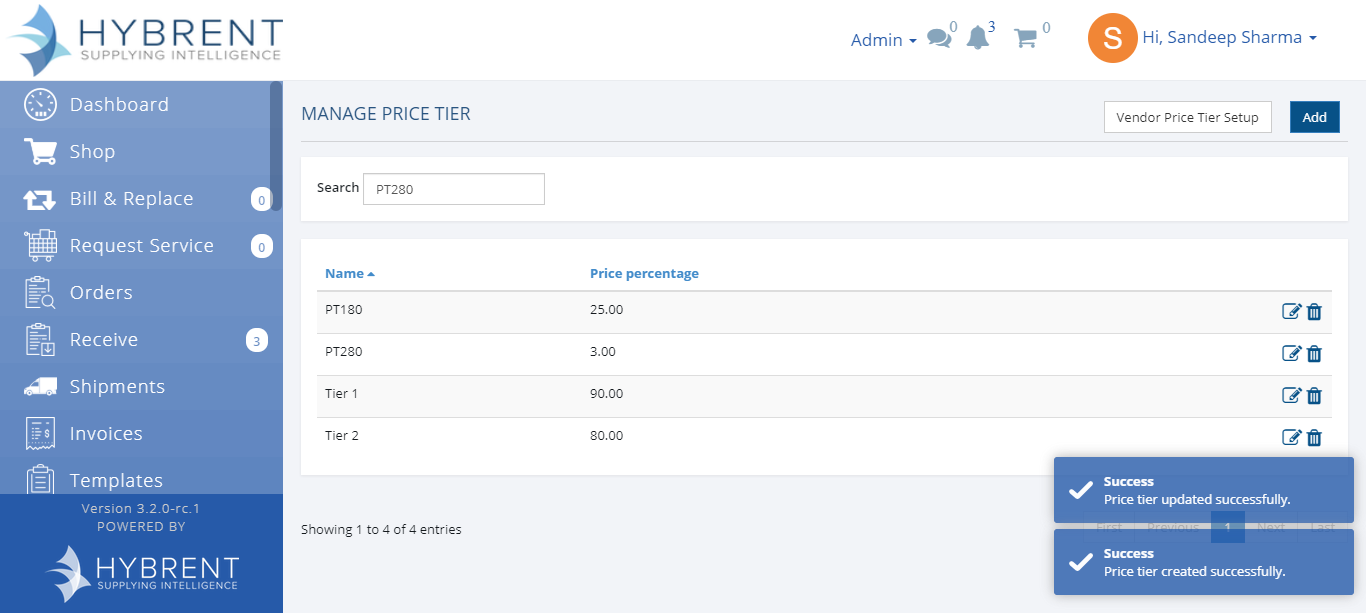 HYBRENT
SUPPLYING INTELLIGENCE
Admin
0
3
0
S
Hi, Sandeep Sharma
Dashboard
Shop
Bill & Replace 0
Request Service 0
Orders
Receive 3
Shipments
Invoices
Templates
Version 3.2.0-rc.1
POWERED BY
HYBRENT
SUPPLYING INTELLIGENCE
MANAGE PRICE TIER
Vendor Price Tier Setup
Add
Search PT280
Name Price percentage
PT180 25.00
PT280 3.00
Tier 1 90.00
Tier 2 80.00
Showing 1 to 4 of 4 entries
First Previous 1 Next Last
Success
Price tier updated successfully.
Success
Price tier created successfully.